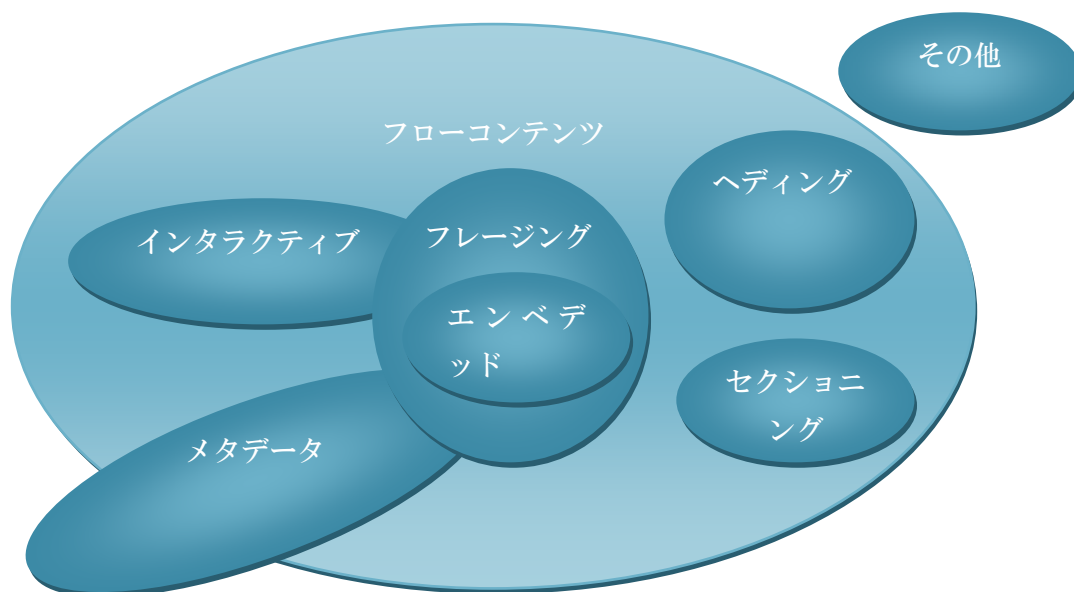 その他
フローコンテンツ
ヘディング
インタラクティブ
フレージング
エンベデ
ッド
セクショニ
ング
メタデータ